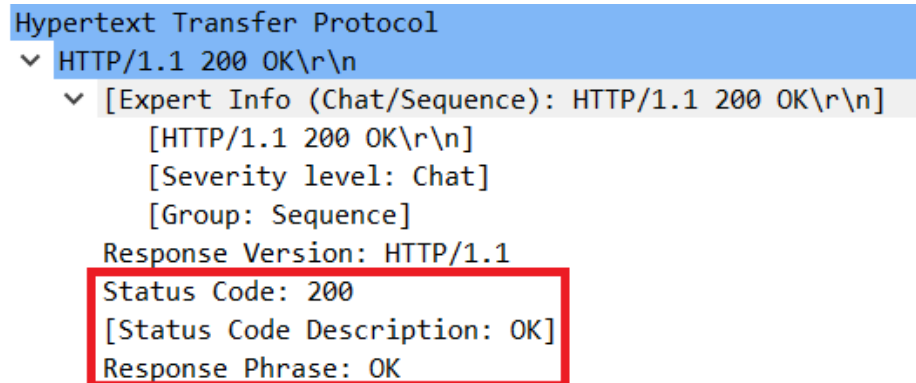 Hypertext Transfer Protocol
HTTP/1.1 200 OK\r\n
[Expert Info (Chat/Sequence): HTTP/1.1 200 OK\r\n]
[HTTP/1.1 200 OK\r\n]
[Severity level: Chat]
[Group: Sequence]
Response Version: HTTP/1.1
Status Code: 200
[Status Code Description: OK]
Response Phrase: OK